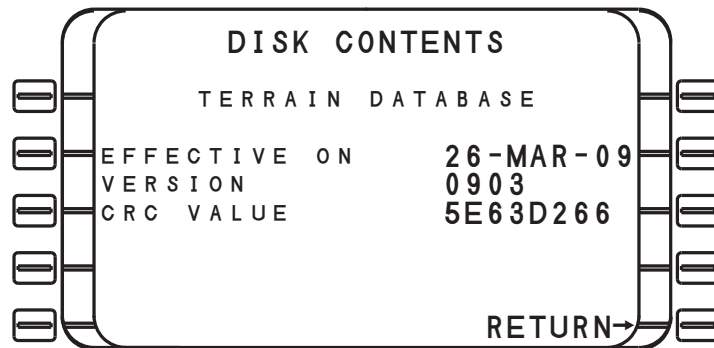 DISK CONTENTS
TERRAIN DATABASE
EFFECTIVE ON 26-MAR-09
VERSION 0903
CRC VALUE 5E63D266
RETURN→